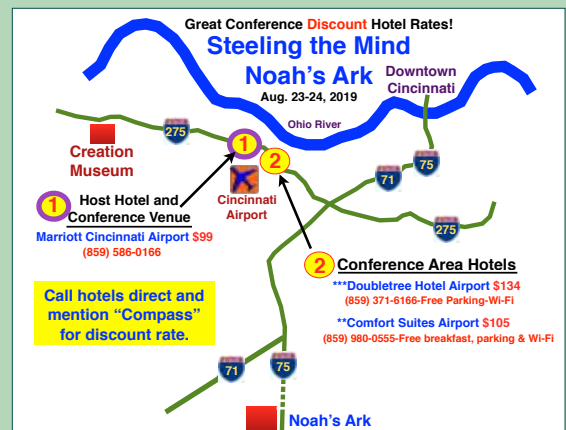 Great Conference Discount Hotel Rates!
Steeling the Mind
Noah's Ark
Aug. 23-24, 2019
Downtown
Cincinnati
Ohio River
275
Creation
Museum
1
2
Cincinnati
Airport
71
75
275
1
Host Hotel and
Conference Venue
Marriott Cincinnati Airport $99
(859) 586-0166
2
Conference Area Hotels
***Doubletree Hotel Airport $134
(859) 371-6166-Free Parking-Wi-Fi
**Comfort Suites Airport $105
(859) 980-0555-Free breakfast, parking & Wi-Fi
Call hotels direct and
mention “Compass”
for discount rate.
71
75
Noah's Ark